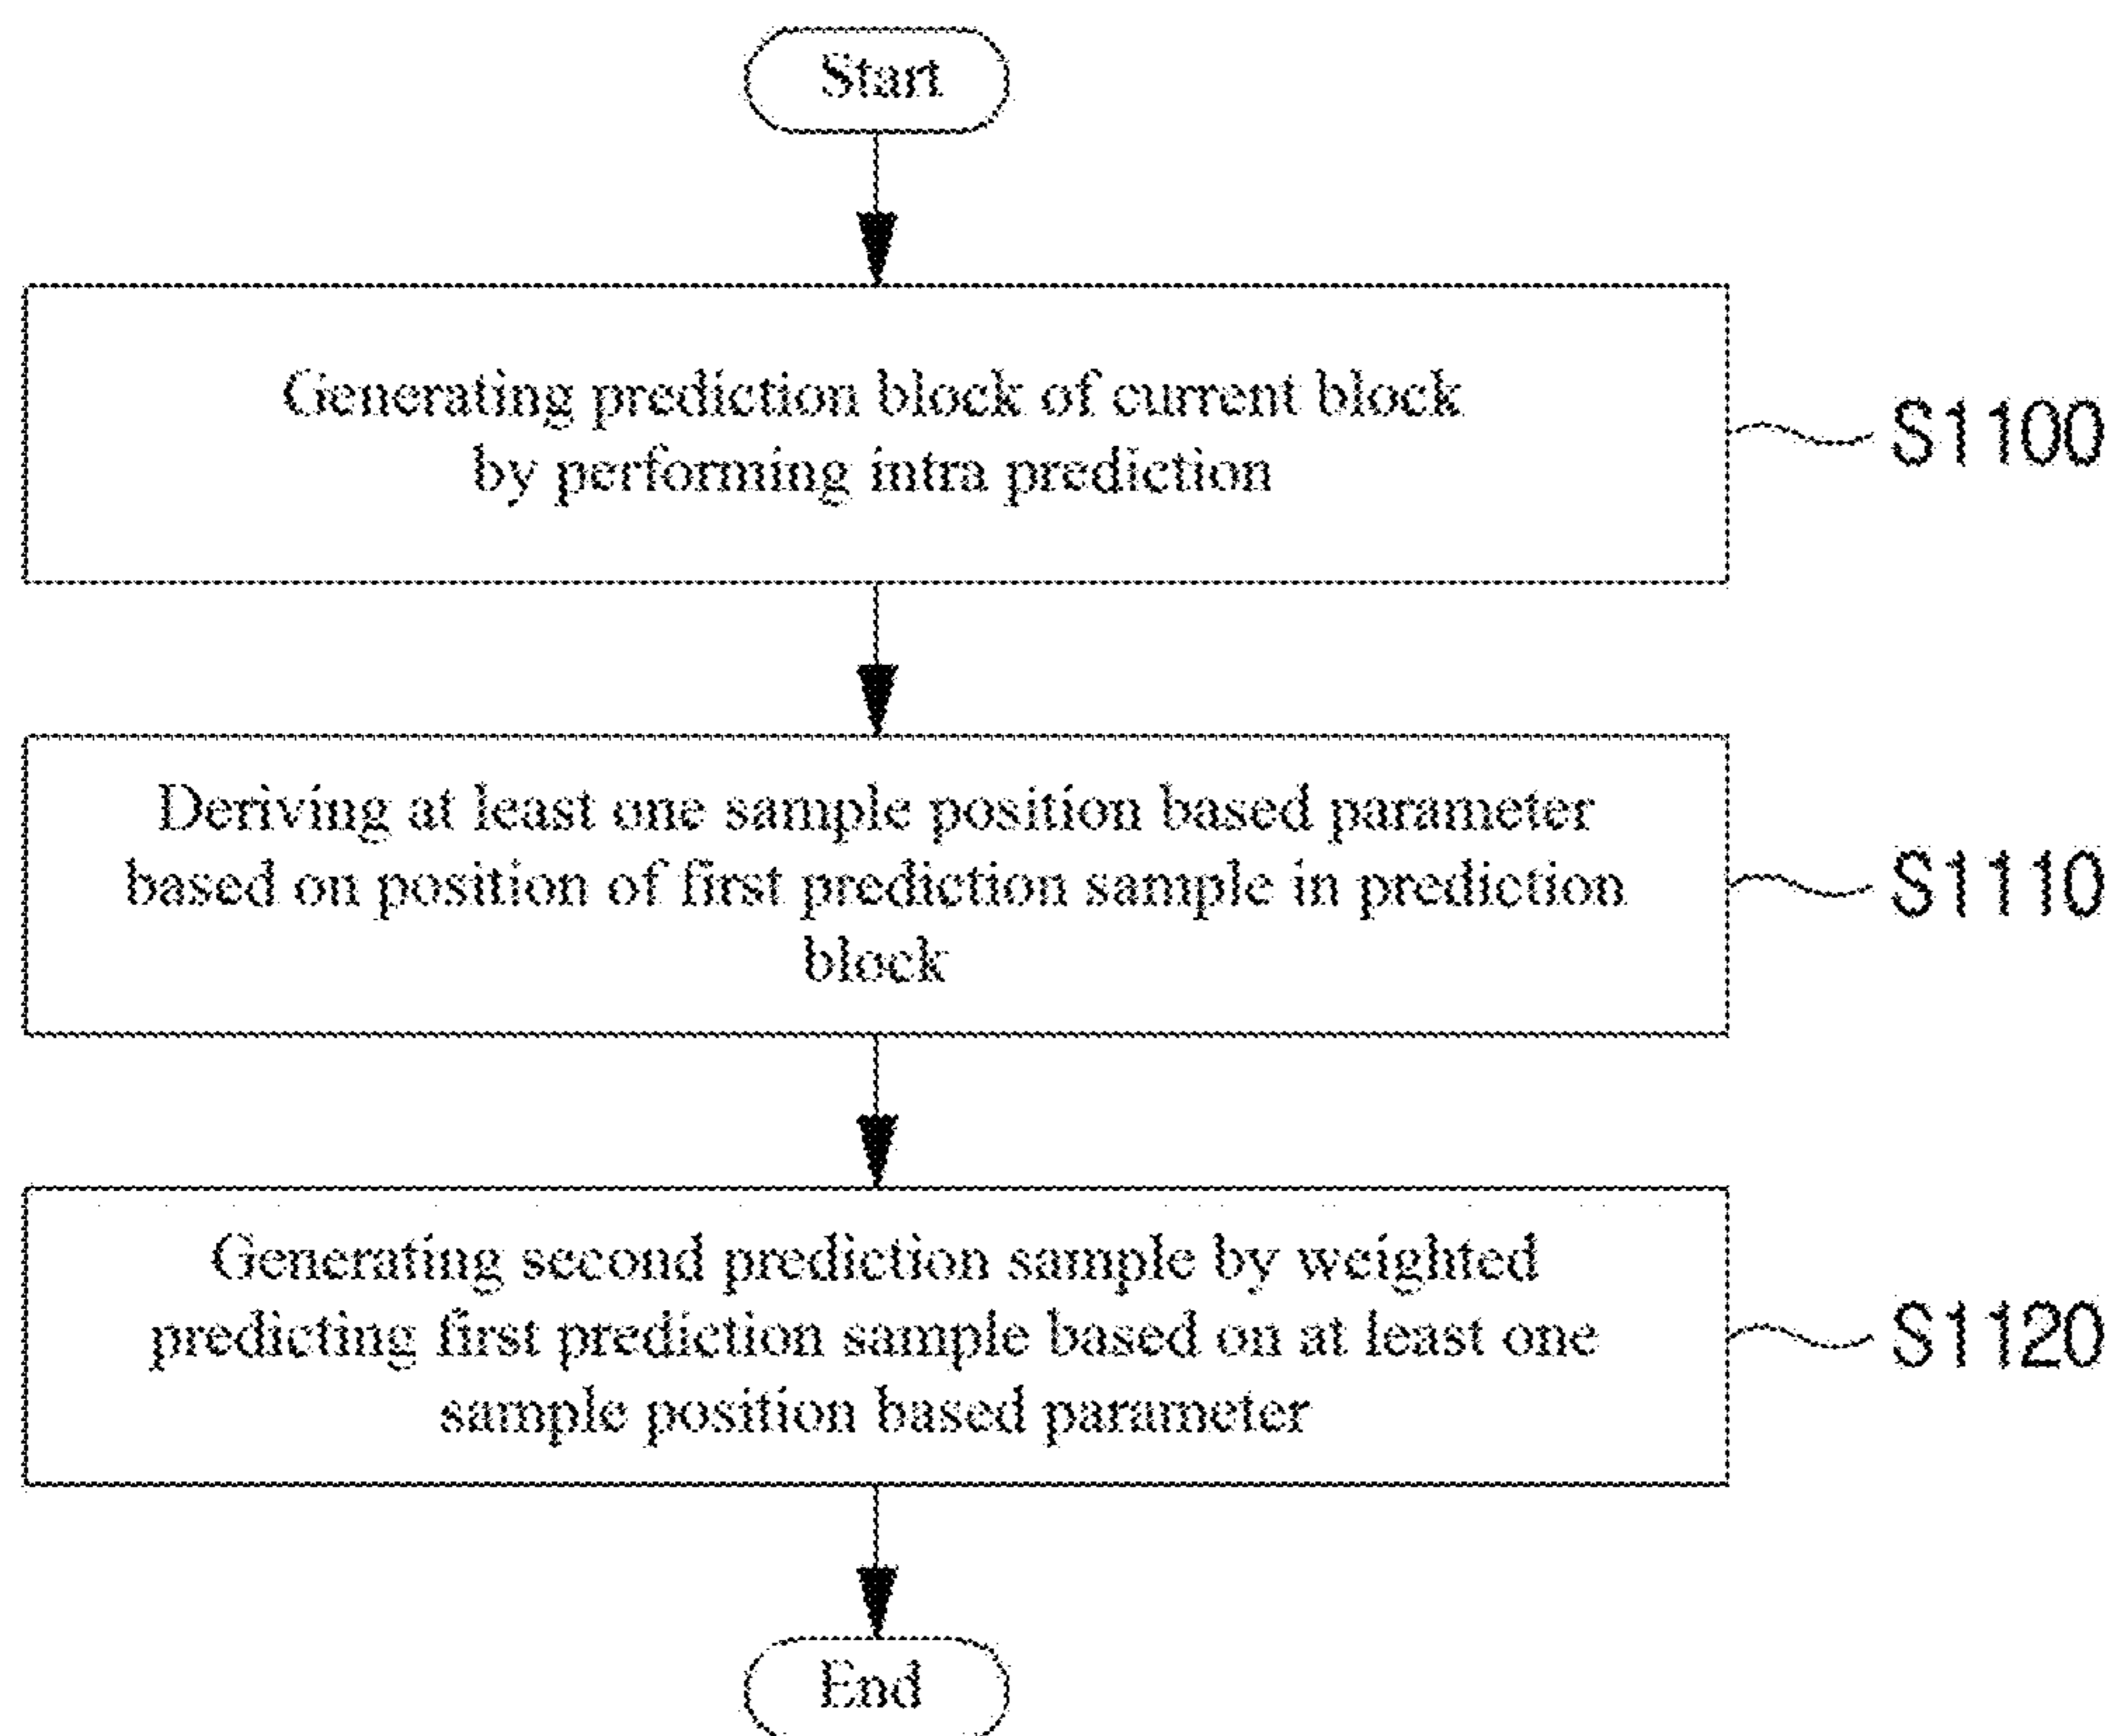 Start
Generating prediction block of current block
by performing intra prediction
S1100
Deriving at least one sample position based parameter
based on position of first prediction sample in prediction
block
S1110
Generating second prediction sample by weighted
predicting first prediction sample based on at least one
sample position based parameter
S1120
End